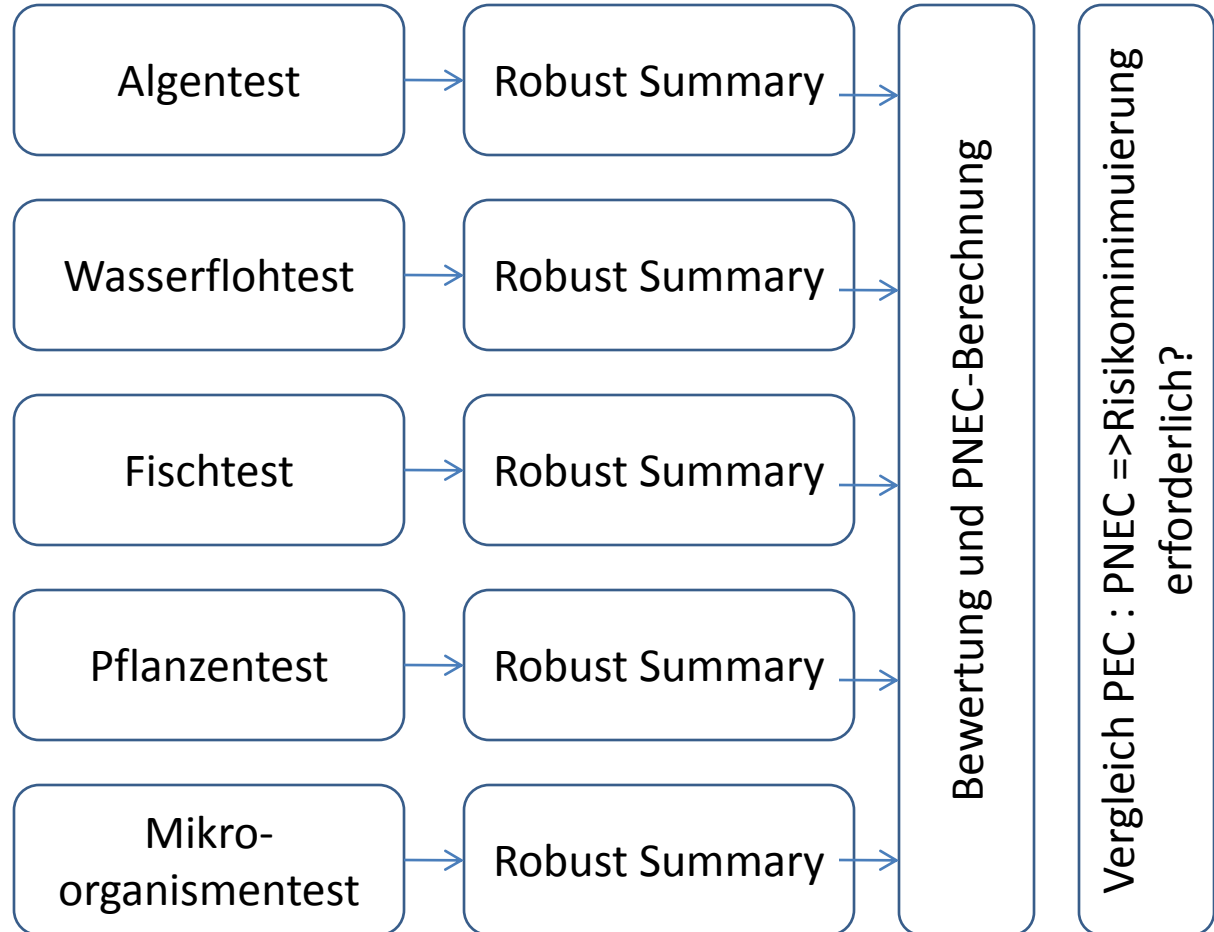 Algentest
Robust Summary
Wasserflohtest
Robust Summary
Fischtest
Robust Summary
Pflanzentest
Robust Summary
Mikro-
organismentest
Robust Summary
Bewertung und PNEC-Berechnung
Vergleich PEC : PNEC =>Risikominimuierung
erforderlich?